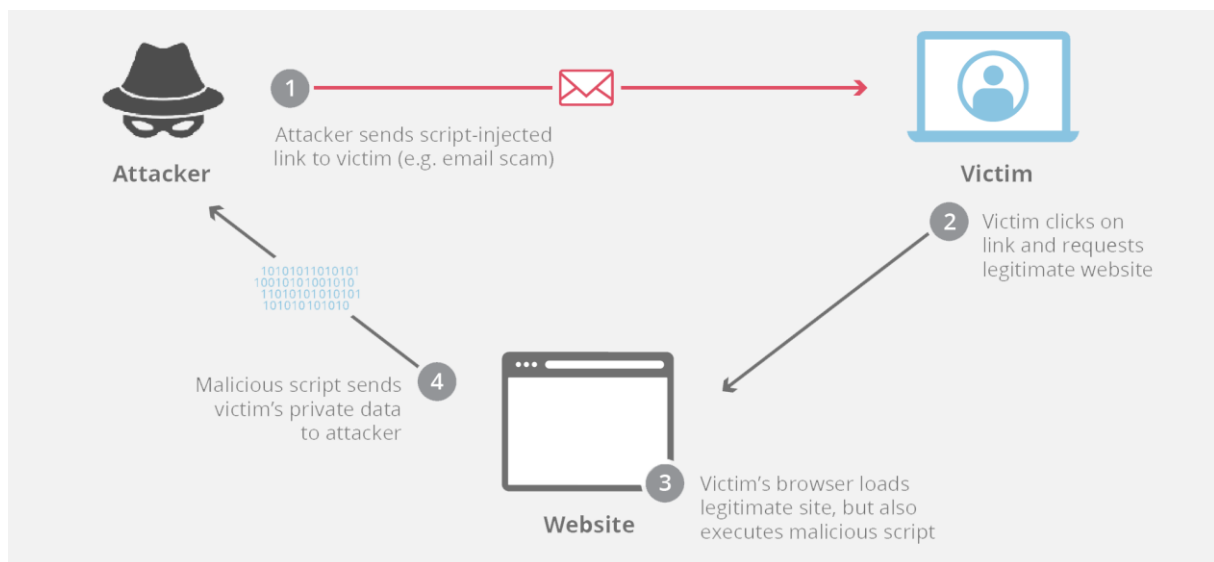 1
Attacker sends script-injected
link to victim (e.g. email scam)
Attacker
Victim
2
Victim clicks on
link and requests
legitimate website
10101011010101
10010101001010
11010101010101
101010101010
4
Malicious script sends
victim's private data
to attacker
3
Victim's browser loads
legitimate site, but also
executes malicious script
Website